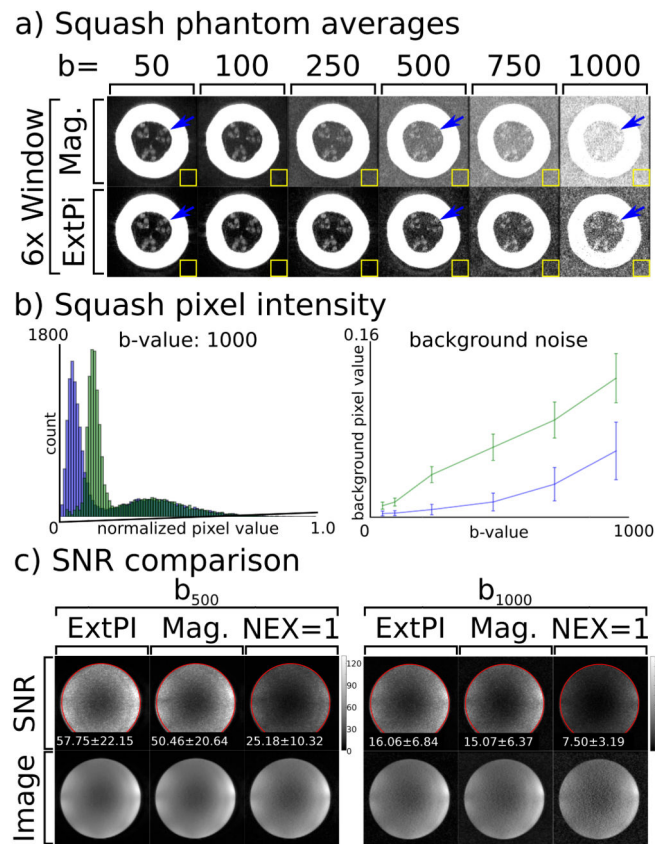 a) Squash phantom averages
b= 50 100 250 500 750 1000
6x Window
Mag.
ExtPi
b) Squash pixel intensity
1800
b-value: 1000
count
0
normalized pixel value
1.0
0.16
background noise
background pixel value
0
b-value
1000
c) SNR comparison
b500
b1000
ExtPI Mag. NEX=1
ExtPI Mag. NEX=1
SNR
57.75±22.15
50.46±20.64
25.18±10.32
120
90
60
30
0
16.06±6.84
15.07±6.37
7.50±3.19
Image